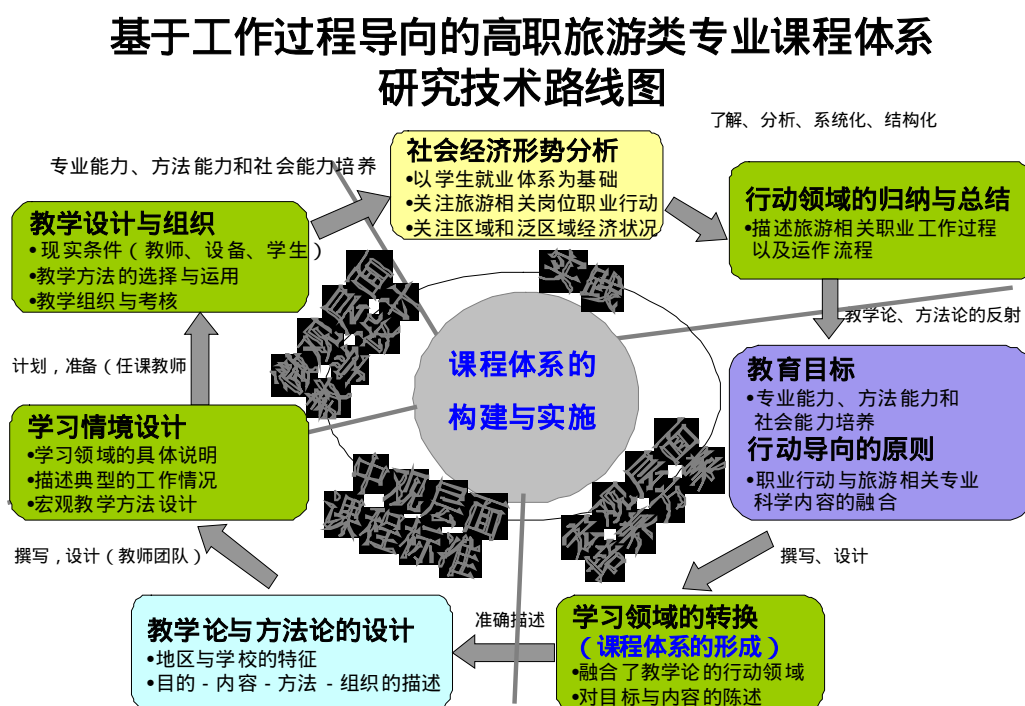 基于工作过程导向的高职旅游类专业课程体系
研究技术路线图
了解、分析、系统化、结构化
专业能力、方法能力和社会能力培养
社会经济形势分析
•以学生就业体系为基础
•关注旅游相关岗位职业行动
•关注区域和泛区域经济状况
行动领域的归纳与总结
•描述旅游相关职业工作过程
以及运作流程
教学设计与组织
•现实条件（教师、设备、学生）
•教学方法的选择与运用
•教学组织与考核
微观层面
教学设计
教学论、方法论的反射
计划，准备（任课教师
课程体系的
构建与实施
教育目标
•专业能力、方法能力和
社会能力培养
行动导向的原则
•职业行动与旅游相关专业
科学内容的融合
学习情境设计
•学习领域的具体说明
•描述典型的工作情况
•宏观教学方法设计
中观层面
课程标准
宏观层面
培养方案
撰写，设计（教师团队）
撰写、设计
教学论与方法论的设计
•地区与学校的特征
•目的 - 内容 - 方法 - 组织的描述
准确描述
学习领域的转换
（课程体系的形成）
•融合了教学论的行动领域
•对目标与内容的陈述